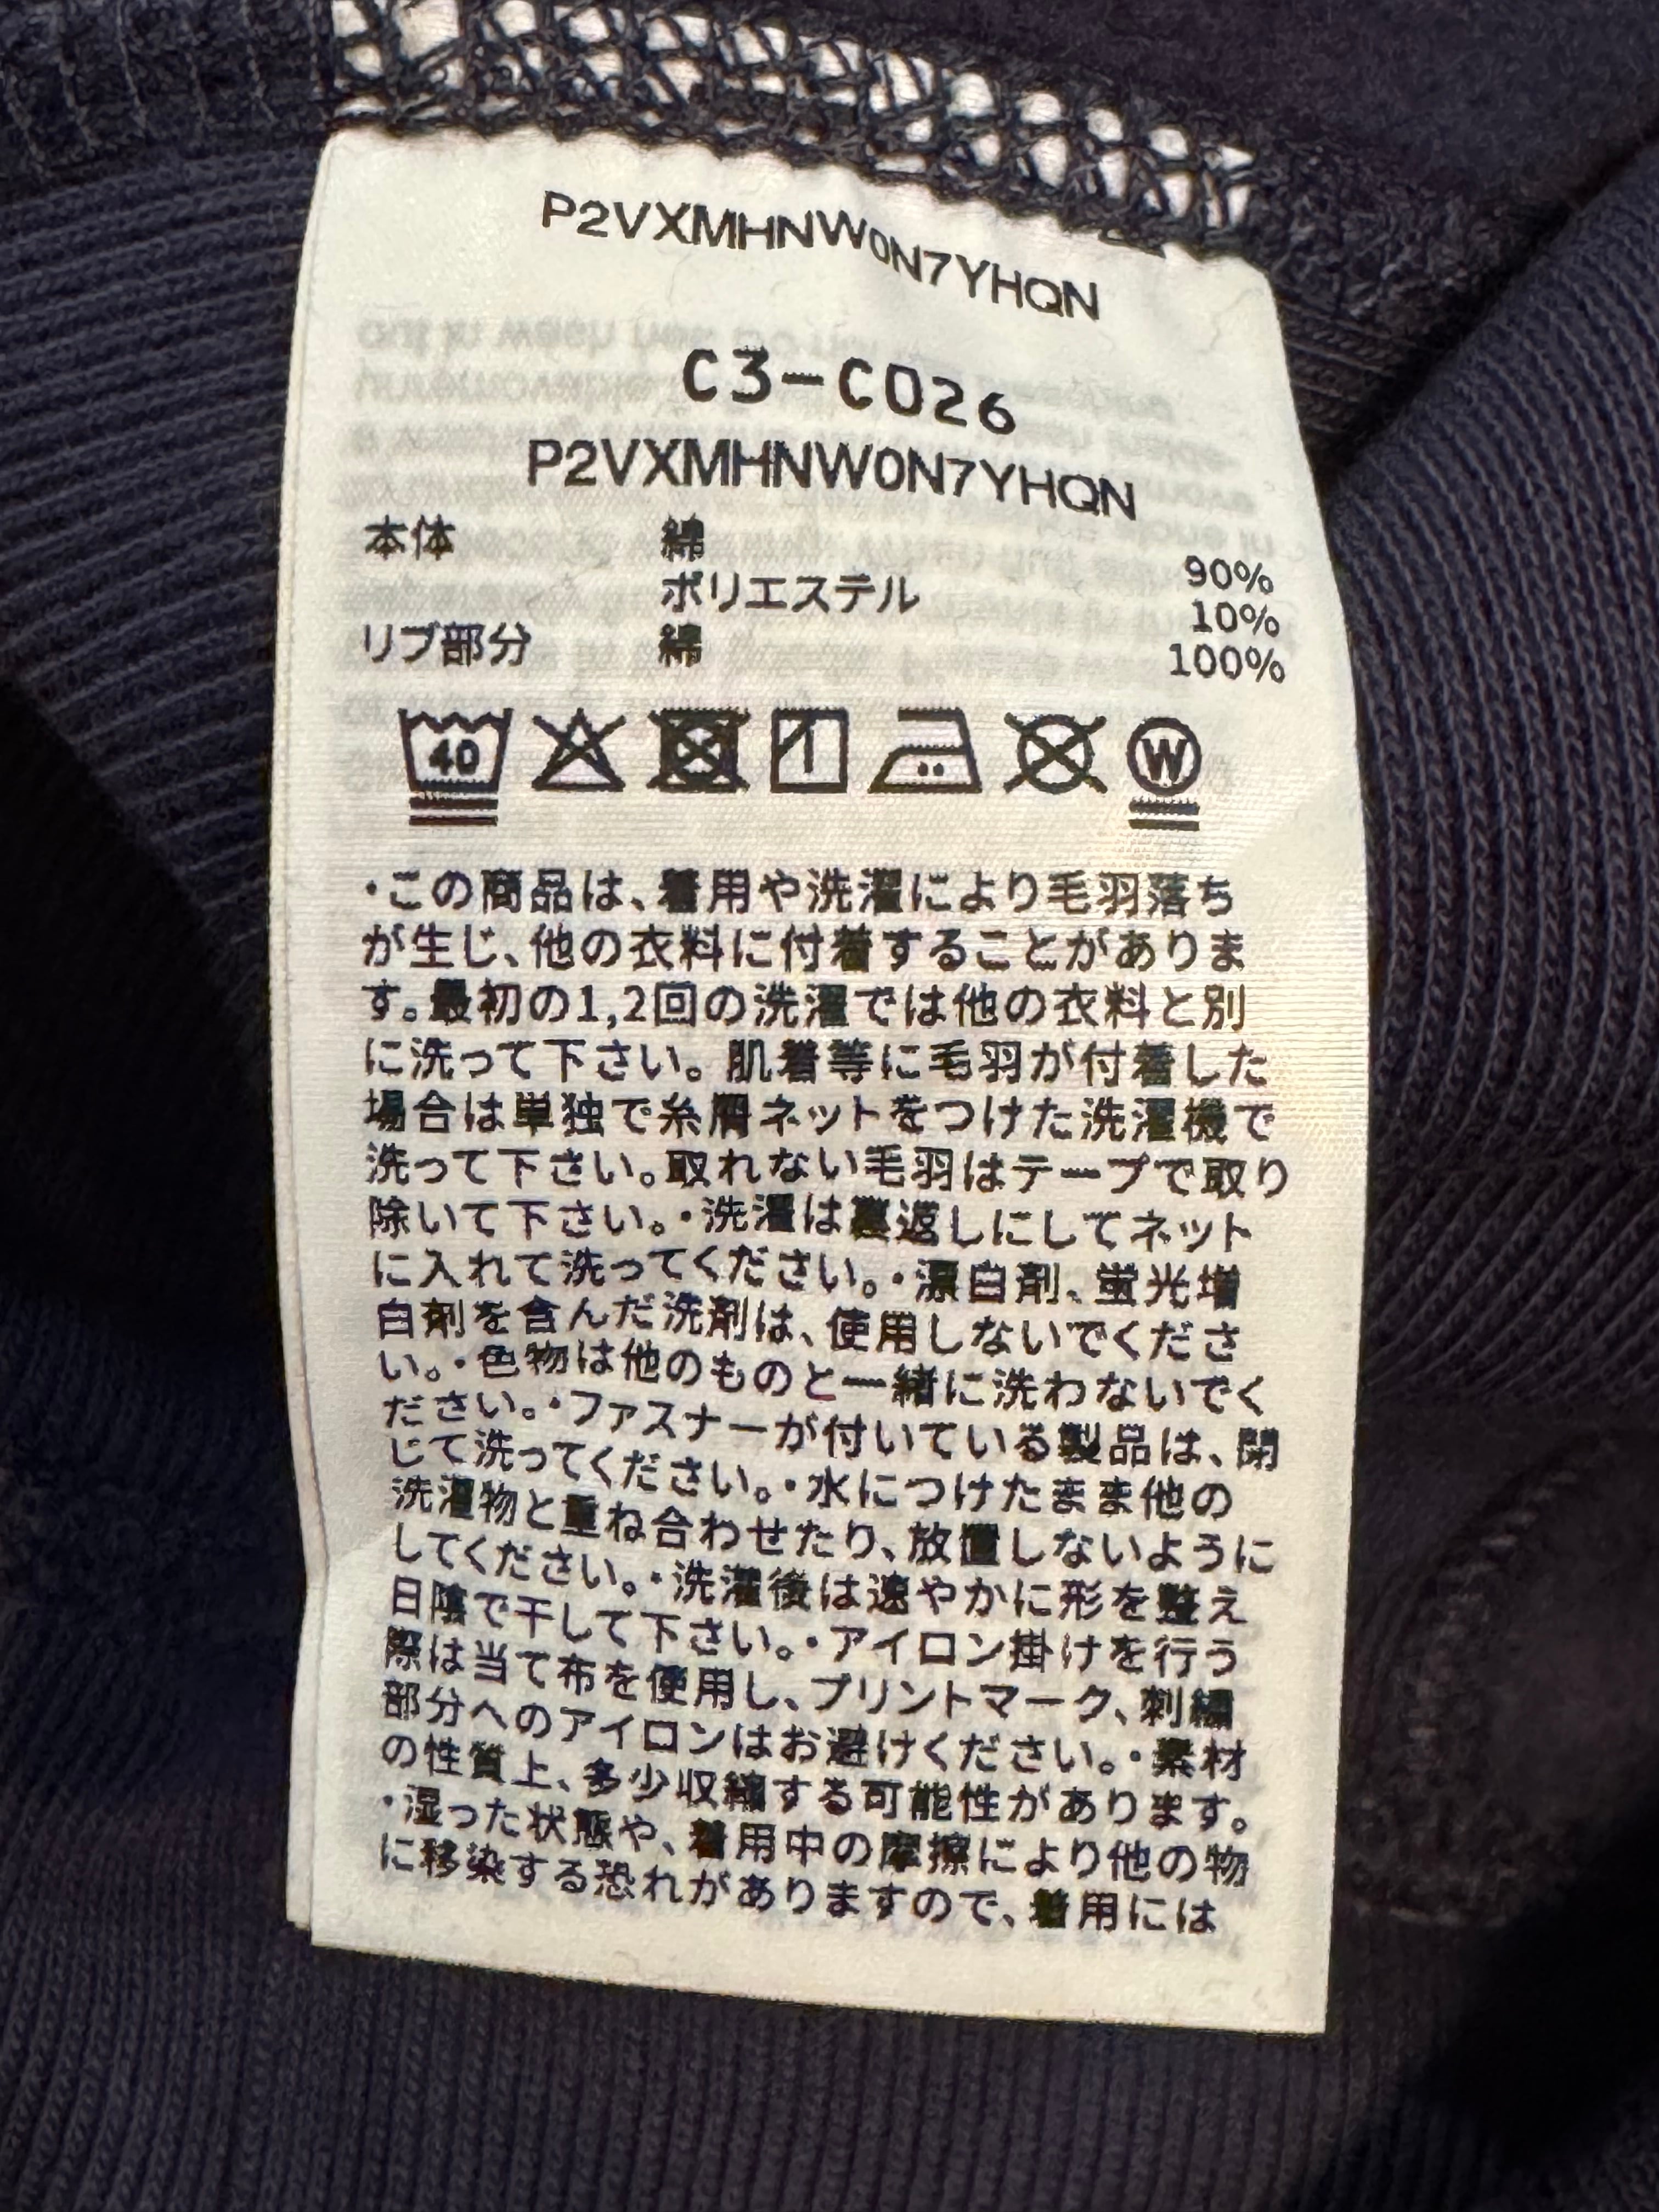 P2VXMHNW0N7YHQN
C3-C026
P2VXMHNW0N7YHQN
本体 綿 90%
ポリエステル 10%
リブ部分 綿 100%
40
W
・この商品は、着用や洗濯により毛羽落ち
が生じ、他の衣料に付着することがありま
す。最初の1,2回の洗濯では他の衣料と別
に洗って下さい。肌着等に毛羽が付着した
場合は単独で糸屑ネットをつけた洗濯機で
洗って下さい。取れない毛羽はテープで取り
除いて下さい。・洗濯は裏返しにしてネット
に入れて洗ってください。・漂白剤、蛍光増
白剤を含んだ洗剤は、使用しないでくださ
い。・色物は他のものと一緒に洗わないでく
ださい。・ファスナーが付いている製品は、閉
じて洗ってください。・水につけたまま他の
洗濯物と重ね合わせたり、放置しないように
してください。・洗濯後は速やかに形を整え
日陰で干して下さい。・アイロン掛けを行う
際は当て布を使用し、プリントマーク、刺繍
部分へのアイロンはお避けください。・素材
の性質上、多少収縮する可能性があります。
・湿った状態や、着用中の摩擦により他の物
に移染する恐れがありますので、着用には